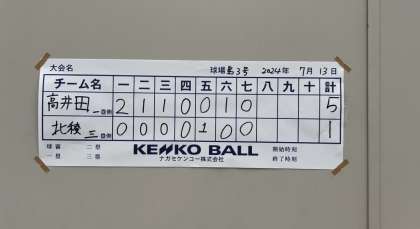 大会名 球場 島3号 2024年 7月 13日
チーム名 一 二 三 四 五 六 七 八 九 十 計
高井田 一塁側 2 1 1 0 0 1 0 5
北稜 三塁側 0 0 0 0 1 0 0 1
球審 二塁 KENKO BALL 開始時刻
一塁 三塁 ナガセケンコー株式会社 終了時刻